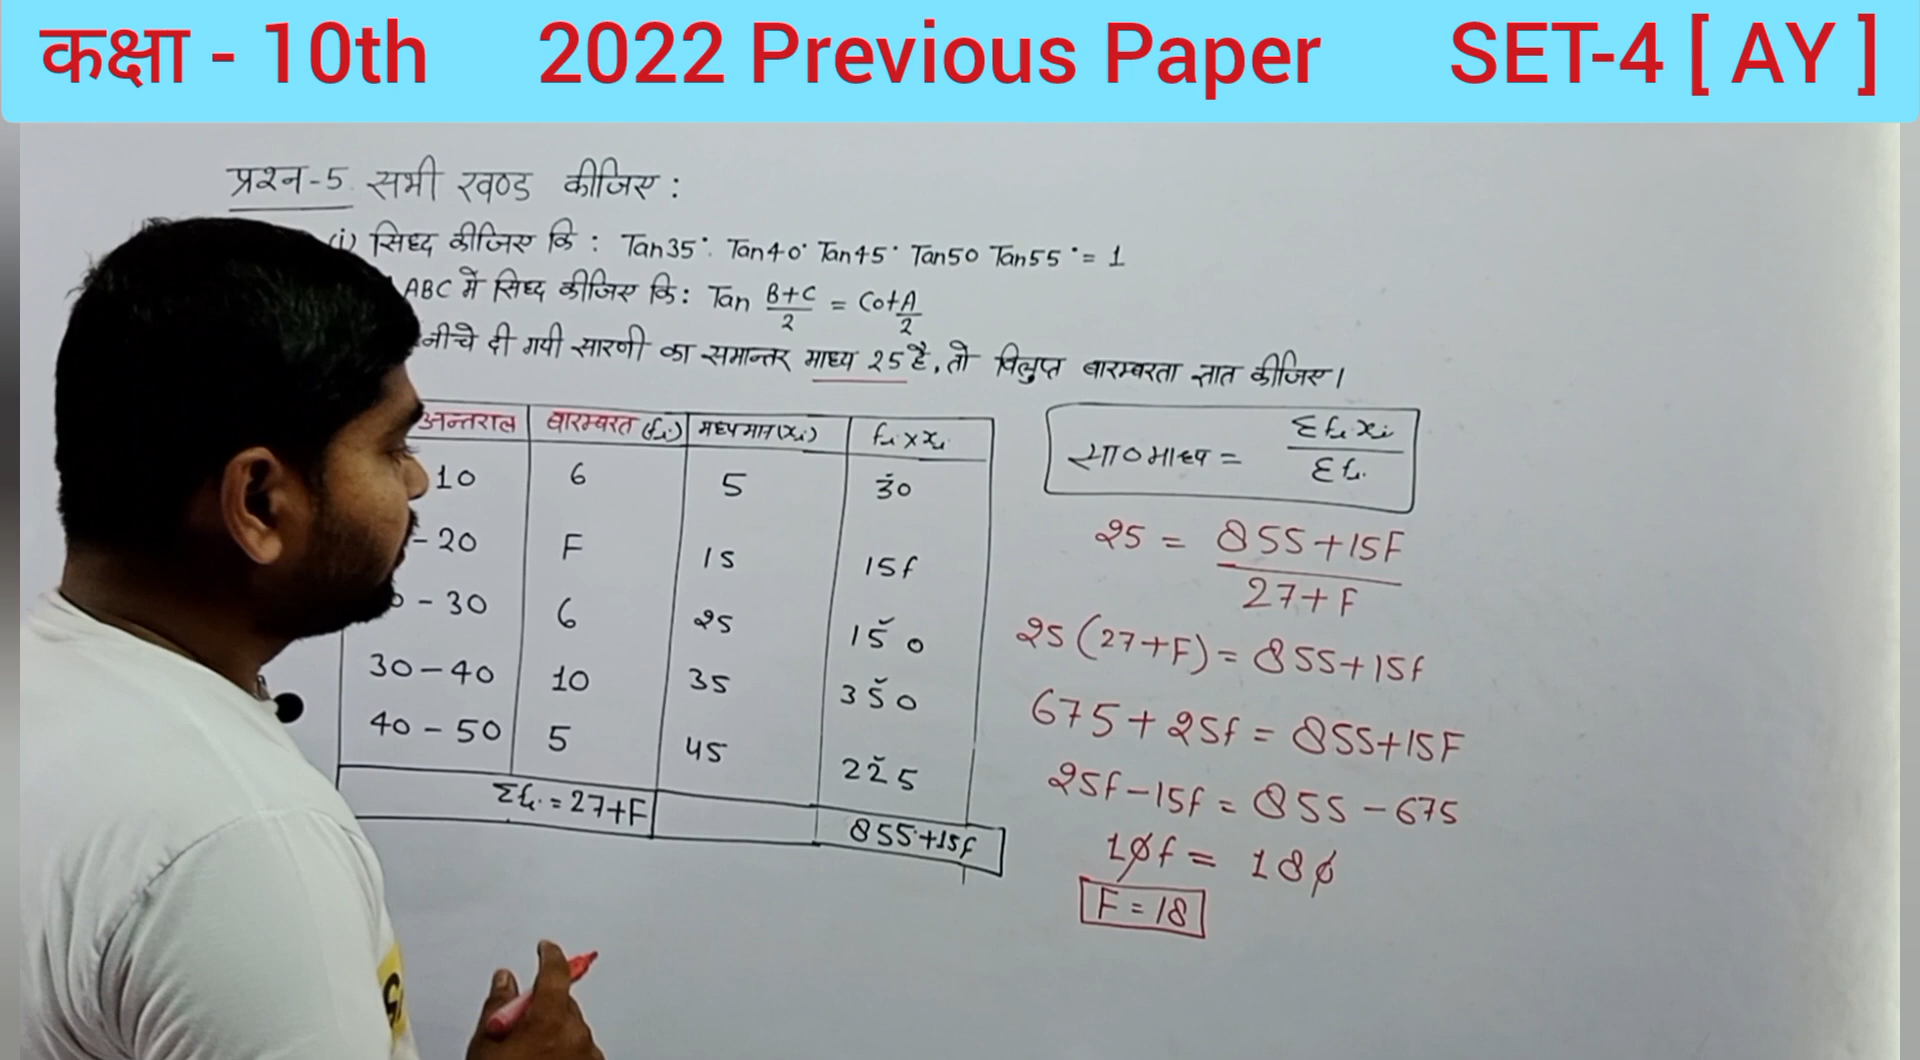 कक्षा - 10th 2022 Previous Paper SET-4 [ AY ]
प्रश्न-5. सभी खण्ड कीजिए :
(i) सिध्द कीजिए कि : Tan35°. Tan40° Tan45° Tan50 Tan55° = 1
ABC में सिध्द कीजिए कि : Tan B+C/2 = Cot A/2
नीचे दी गयी सारणी का समान्तर माध्य 25 है, तो विलुप्त बारम्बरता ज्ञात कीजिए।
अन्तराल बारम्बरत (fi) मध्यमान (xi) fi × xi
10 6 5 30
- 20 F 15 15f
- 30 6 25 150
30 - 40 10 35 350
40 - 50 5 45 225
Σfi = 27+F 855+15f
सा० माध्य = Σfi xi / Σfi
25 = 855+15F / 27+F
25(27+F) = 855+15f
675 + 25f = 855+15F
25f - 15f = 855 - 675
10f = 180
F = 18